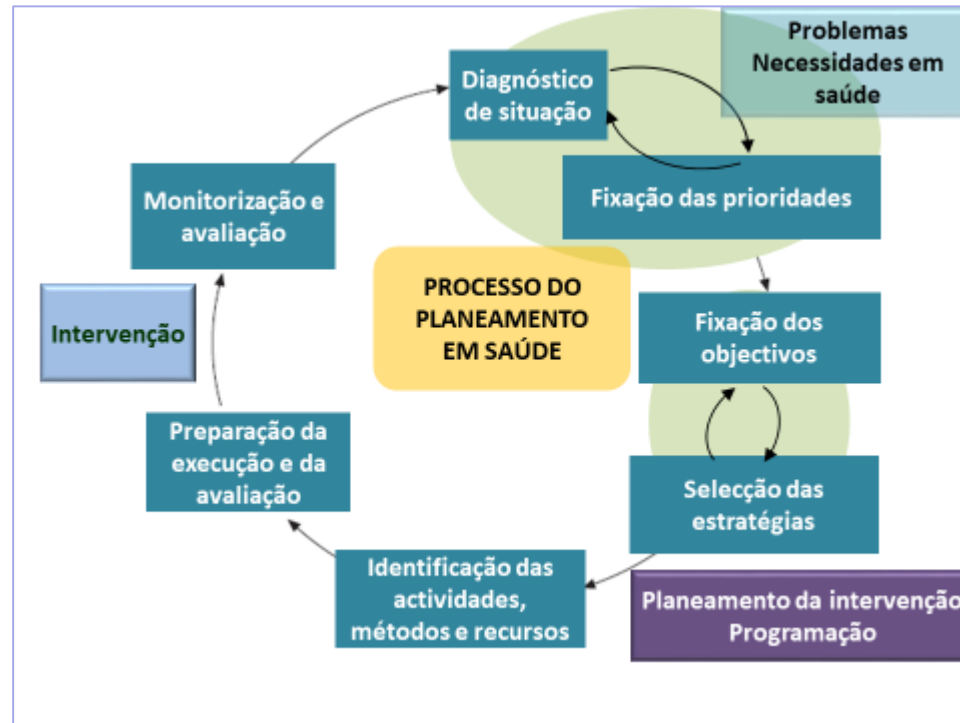 Problemas
Necessidades em
saúde
Diagnóstico
de situação
Fixação das prioridades
Monitorização e
avaliação
PROCESSO DO
PLANEAMENTO
EM SAÚDE
Fixação dos
objectivos
Intervenção
Preparação da
execução e da
avaliação
Selecção das
estratégias
Identificação das
actividades,
métodos e recursos
Planeamento da intervenção
Programação